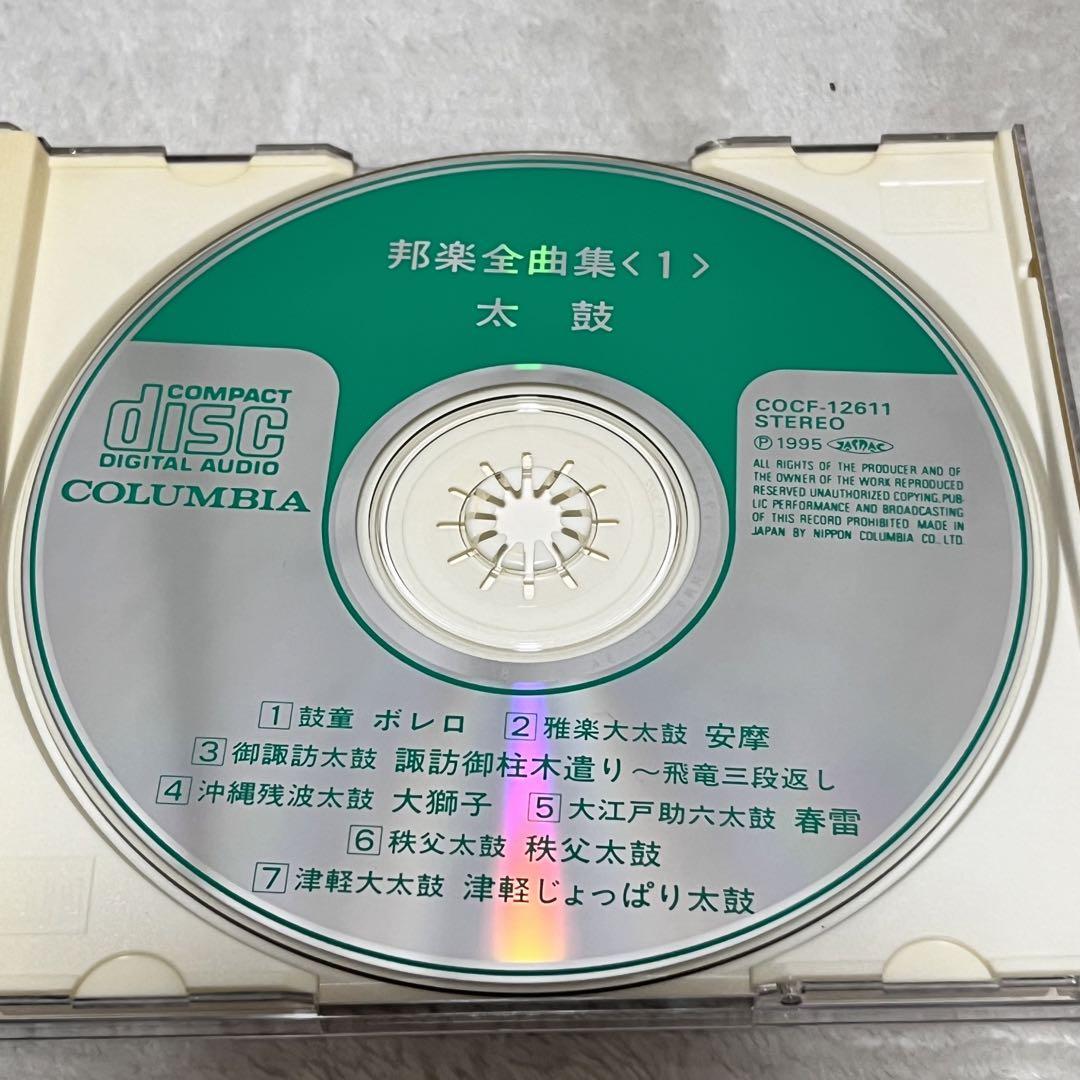 邦楽全曲集〈1〉
太鼓
COMPACT
disc
DIGITAL AUDIO
COLUMBIA
COCF-12611
STEREO
Ⓟ 1995 JASRAC
ALL RIGHTS OF THE PRODUCER AND OF
THE OWNER OF THE WORK REPRODUCED
RESERVED UNAUTHORIZED COPYING, PUB-
LIC PERFORMANCE AND BROADCASTING
OF THIS RECORD PROHIBITED MADE IN
JAPAN BY NIPPON COLUMBIA CO., LTD.
1 鼓童 ボレロ 2 雅楽大太鼓 安摩
3 御諏訪太鼓 諏訪御柱木遣り～飛竜三段返し
4 沖縄残波太鼓 大獅子 5 大江戸助六太鼓 春雷
6 秩父太鼓 秩父太鼓
7 津軽大太鼓 津軽じょっぱり太鼓